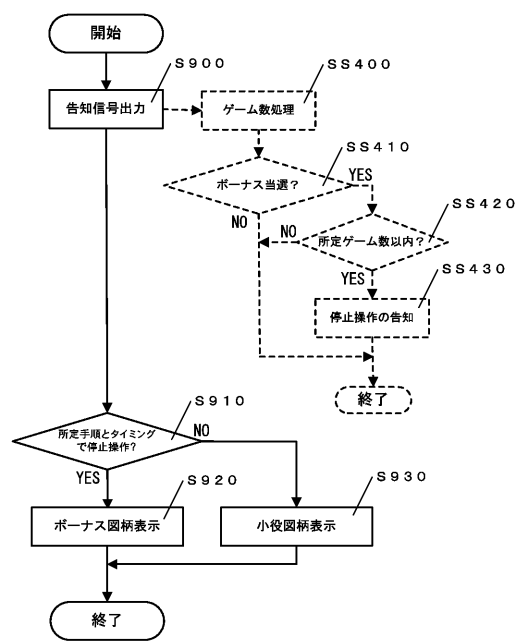 開始
S900
告知信号出力
SS400
ゲーム数処理
SS410
ボーナス当選?
YES
NO
SS420
所定ゲーム数以内?
NO
YES
SS430
停止操作の告知
終了
S910
所定手順とタイミング
で停止操作?
NO
YES
S920
ボーナス図柄表示
S930
小役図柄表示
終了